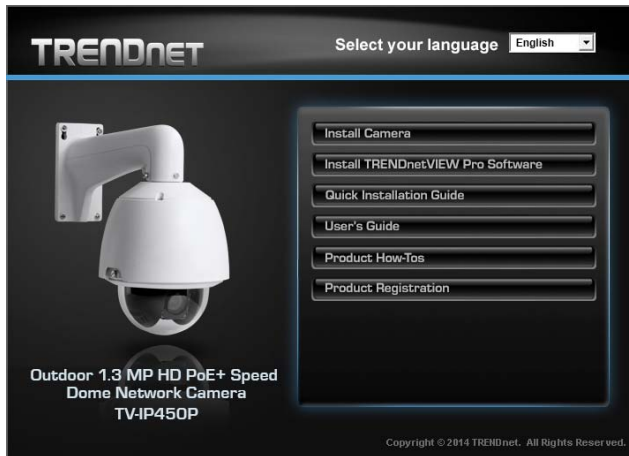 TRENDnet
Select your language English
Install Camera
Install TRENDnetVIEW Pro Software
Quick Installation Guide
User's Guide
Product How-Tos
Product Registration
Outdoor 1.3 MP HD PoE+ Speed
Dome Network Camera
TV-IP450P
Copyright © 2014 TRENDnet. All Rights Reserved.